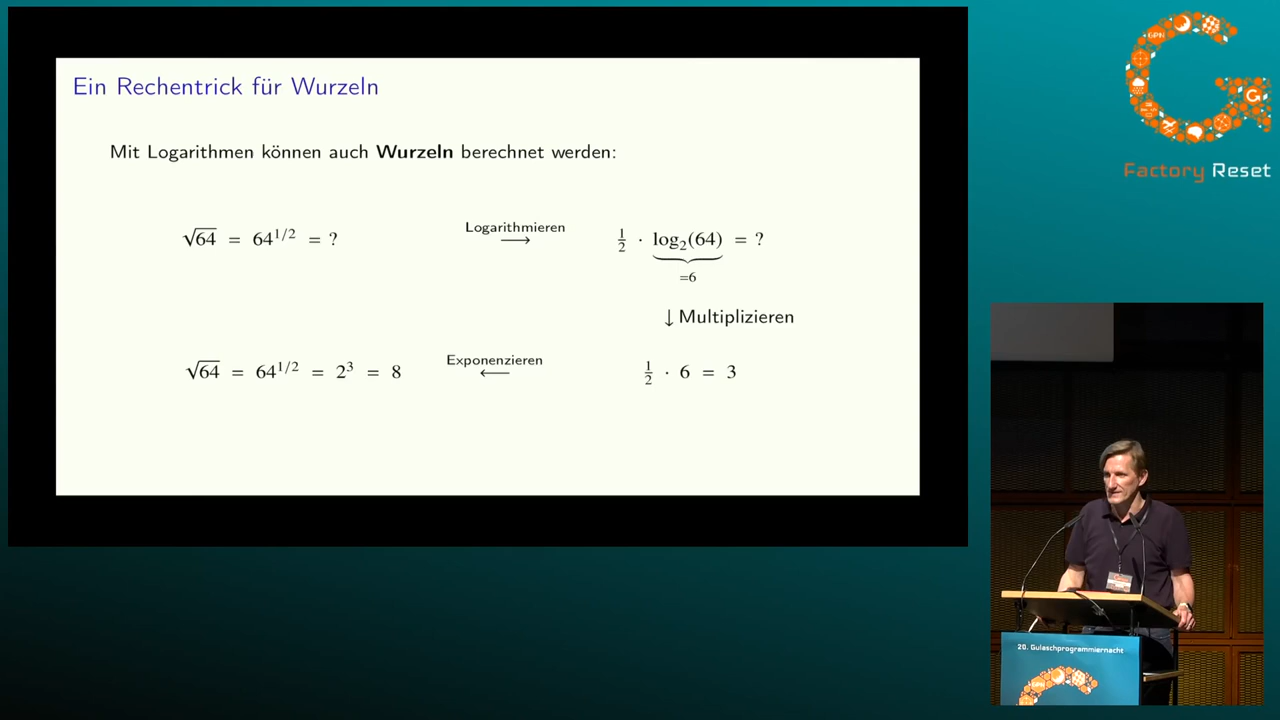 Ein Rechentrick für Wurzeln
Mit Logarithmen können auch Wurzeln berechnet werden:
√64 = 64^{1/2} = ?
Logarithmieren
→
1/2 · log₂(64) = ?
=6
↓ Multiplizieren
√64 = 64^{1/2} = 2³ = 8
Exponenzieren
←
1/2 · 6 = 3
Factory Reset
20. Gulaschprogrammiernacht